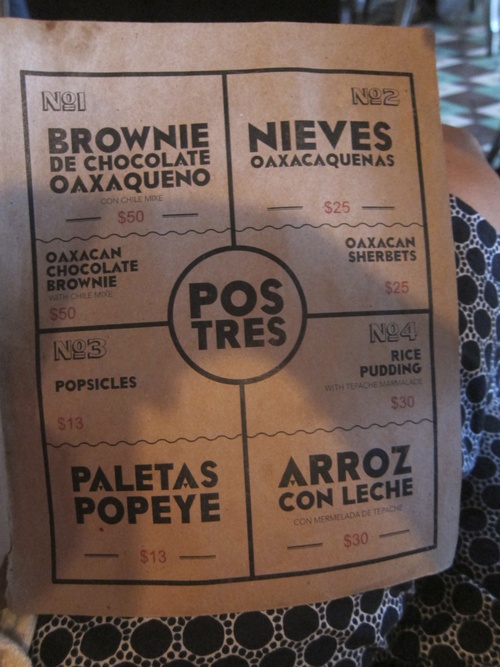 Nº1
BROWNIE
DE CHOCOLATE
OAXAQUENO
CON CHILE MIXE
$50
OAXACAN
CHOCOLATE
BROWNIE
WITH CHILE MIXE
$50
Nº2
NIEVES
OAXACAQUENAS
$25
OAXACAN
SHERBETS
$25
POS
TRES
Nº3
POPSICLES
$13
PALETAS
POPEYE
$13
Nº4
RICE
PUDDING
WITH TEPACHE MARMALADE
$30
ARROZ
CON LECHE
CON MERMELADA DE TEPACHE
$30